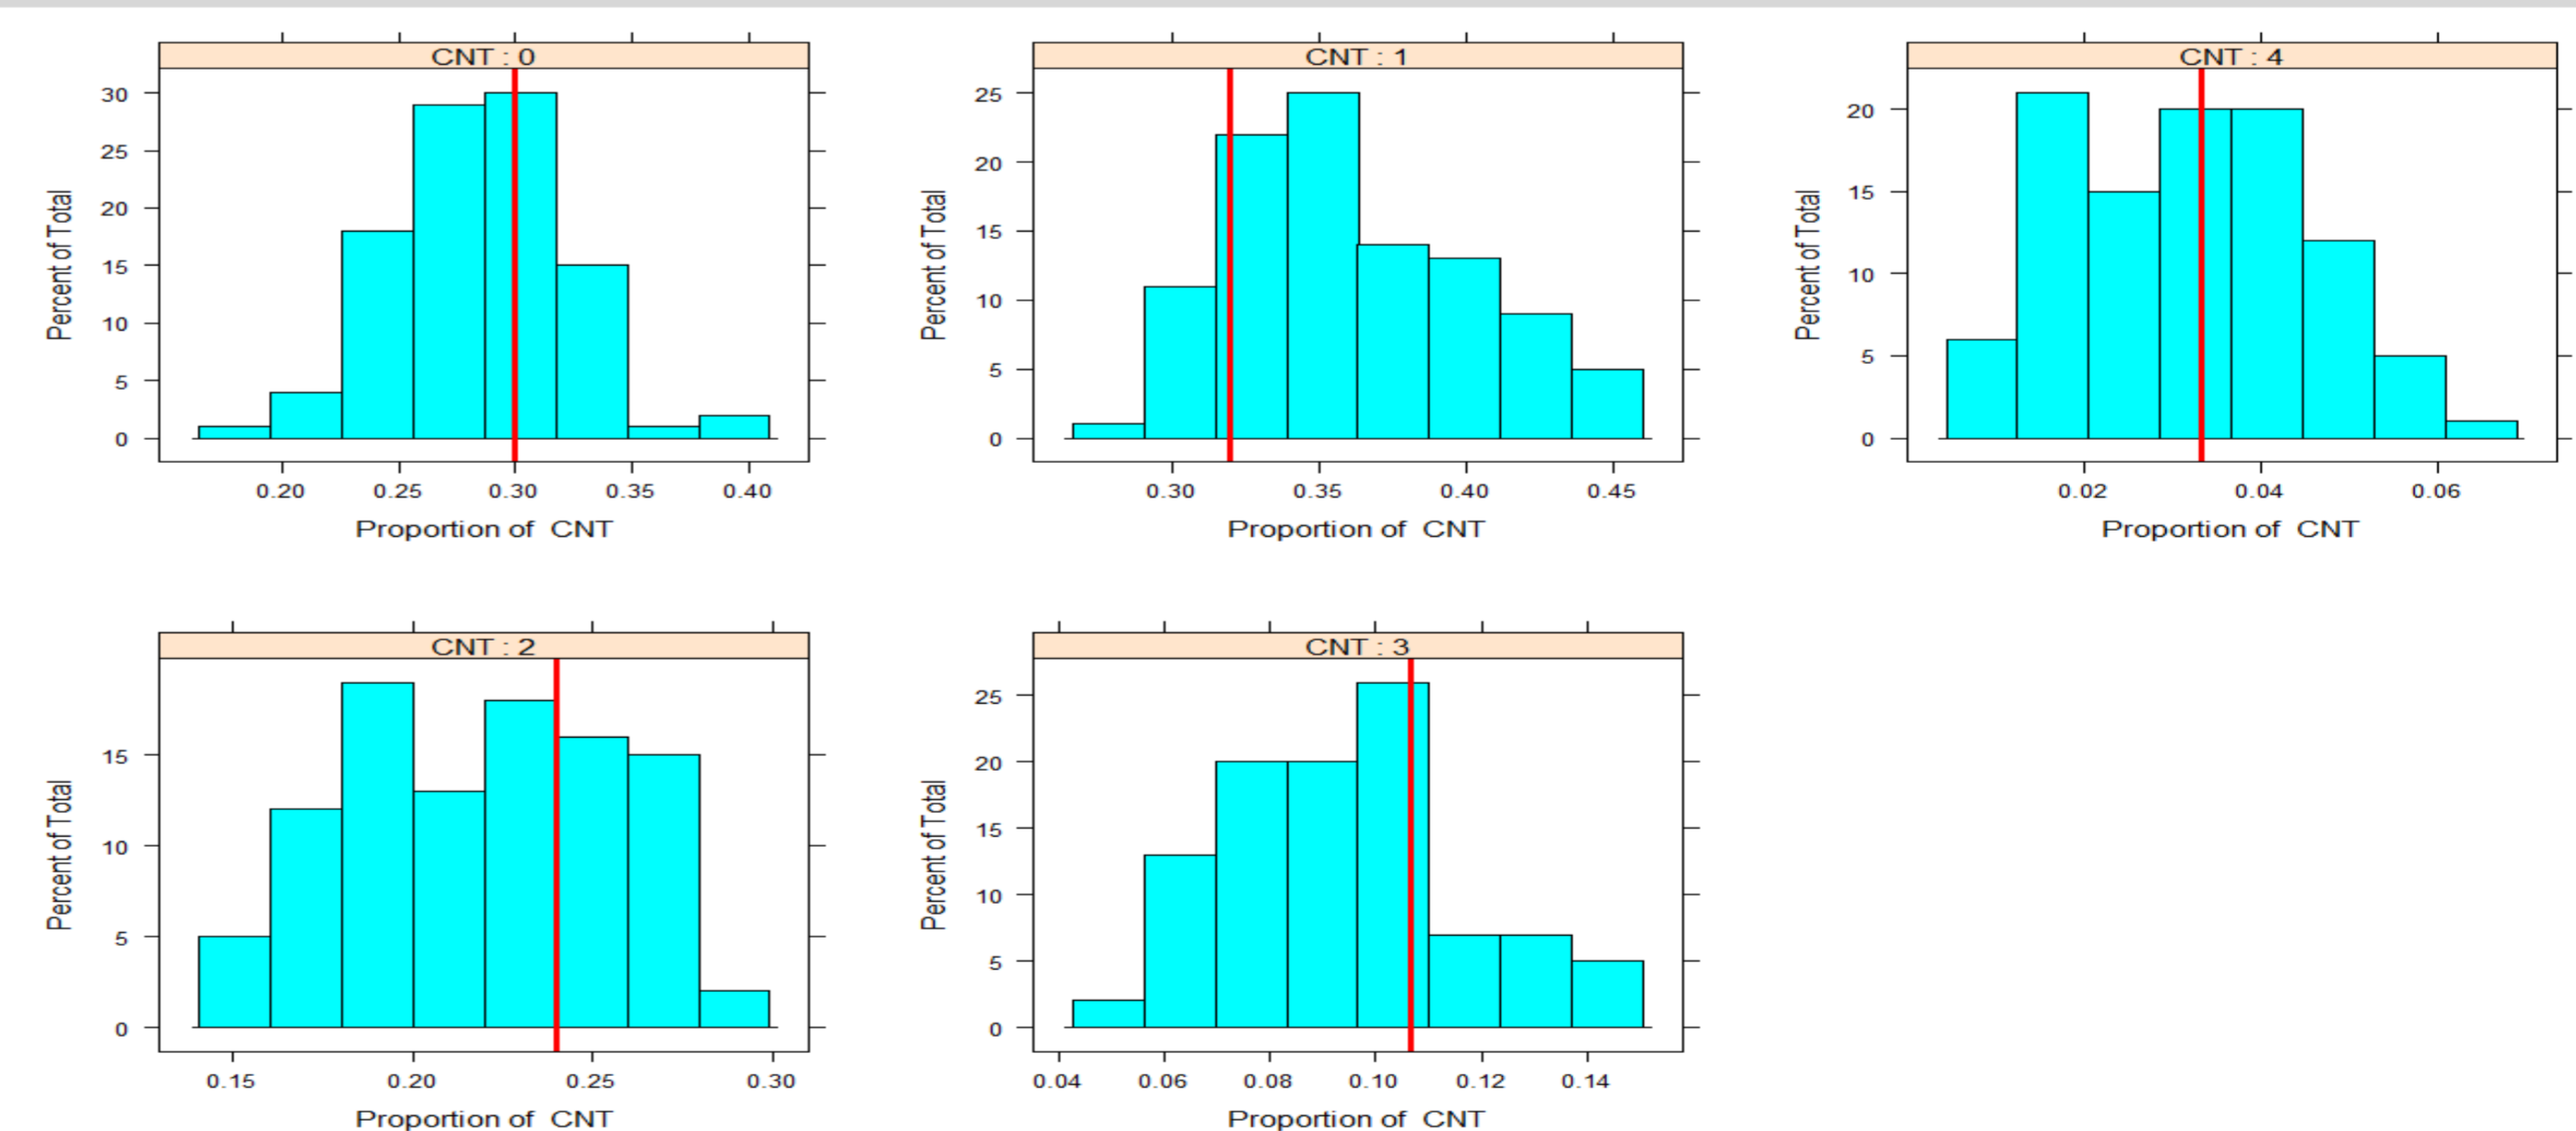 CNT : 0
30
25
20
15
10
5
0
Percent of Total
0.20 0.25 0.30 0.35 0.40
Proportion of CNT
CNT : 1
25
20
15
10
5
0
Percent of Total
0.30 0.35 0.40 0.45
Proportion of CNT
CNT : 4
20
15
10
5
0
Percent of Total
0.02 0.04 0.06
Proportion of CNT
CNT : 2
15
10
5
0
Percent of Total
0.15 0.20 0.25 0.30
Proportion of CNT
CNT : 3
25
20
15
10
5
0
Percent of Total
0.04 0.06 0.08 0.10 0.12 0.14
Proportion of CNT